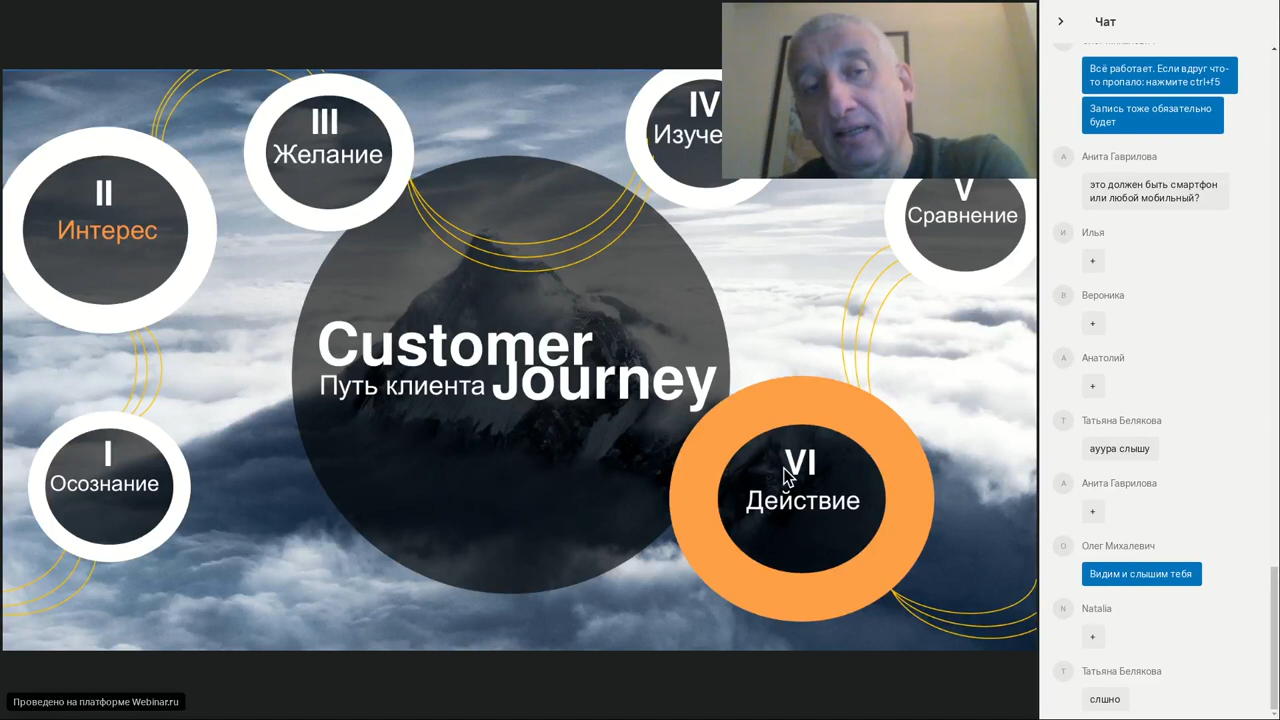 III
Желание
IV
Изуче
II
Интерес
V
Сравнение
Customer
Путь клиента Journey
I
Осознание
VI
Действие
Проведено на платформе Webinar.ru
Чат
Всё работает. Если вдруг что-
то пропало: нажмите ctrl+f5
Запись тоже обязательно
будет
А
Анита Гаврилова
это должен быть смартфон
или любой мобильный?
И
Илья
+
В
Вероника
+
А
Анатолий
+
Т
Татьяна Белякова
ауура слышу
А
Анита Гаврилова
+
О
Олег Михалевич
Видим и слышим тебя
N
Natalia
+
Т
Татьяна Белякова
слшно